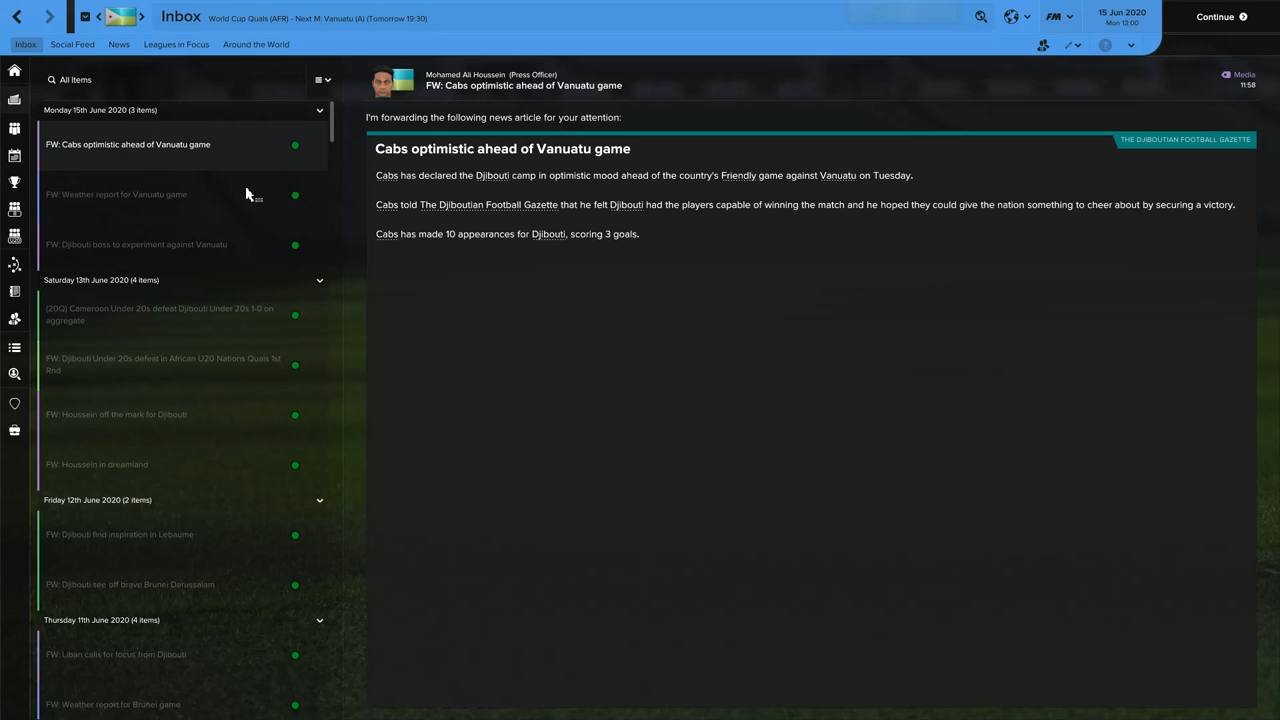 Inbox World Cup Quals (AFR) - Next M: Vanuatu (A) (Tomorrow 19:30)
FM
15 Jun 2020
Mon 13:00
Continue
Inbox Social Feed News Leagues in Focus Around the World
All Items
Monday 15th June 2020 (3 items)
FW: Cabs optimistic ahead of Vanuatu game
FW: Weather report for Vanuatu game
FW: Djibouti boss to experiment against Vanuatu
Saturday 13th June 2020 (4 items)
(20Q) Cameroon Under 20s defeat Djibouti Under 20s 1-0 on
aggregate
FW: Djibouti Under 20s defeat in African U20 Nations Quals 1st
Rnd
FW: Houssein off the mark for Djibouti
FW: Houssein in dreamland
Friday 12th June 2020 (2 items)
FW: Djibouti find inspiration in Lebaume
FW: Djibouti see off brave Brunei Darussalam
Thursday 11th June 2020 (4 items)
FW: Liban calls for focus from Djibouti
FW: Weather report for Brunei game
Mohamed Ali Houssein (Press Officer)
FW: Cabs optimistic ahead of Vanuatu game
Media
11:58
I'm forwarding the following news article for your attention:
THE DJIBOUTIAN FOOTBALL GAZETTE
Cabs optimistic ahead of Vanuatu game
Cabs has declared the Djibouti camp in optimistic mood ahead of the country's Friendly game against Vanuatu on Tuesday.
Cabs told The Djiboutian Football Gazette that he felt Djibouti had the players capable of winning the match and he hoped they could give the nation something to cheer about by securing a victory.
Cabs has made 10 appearances for Djibouti, scoring 3 goals.